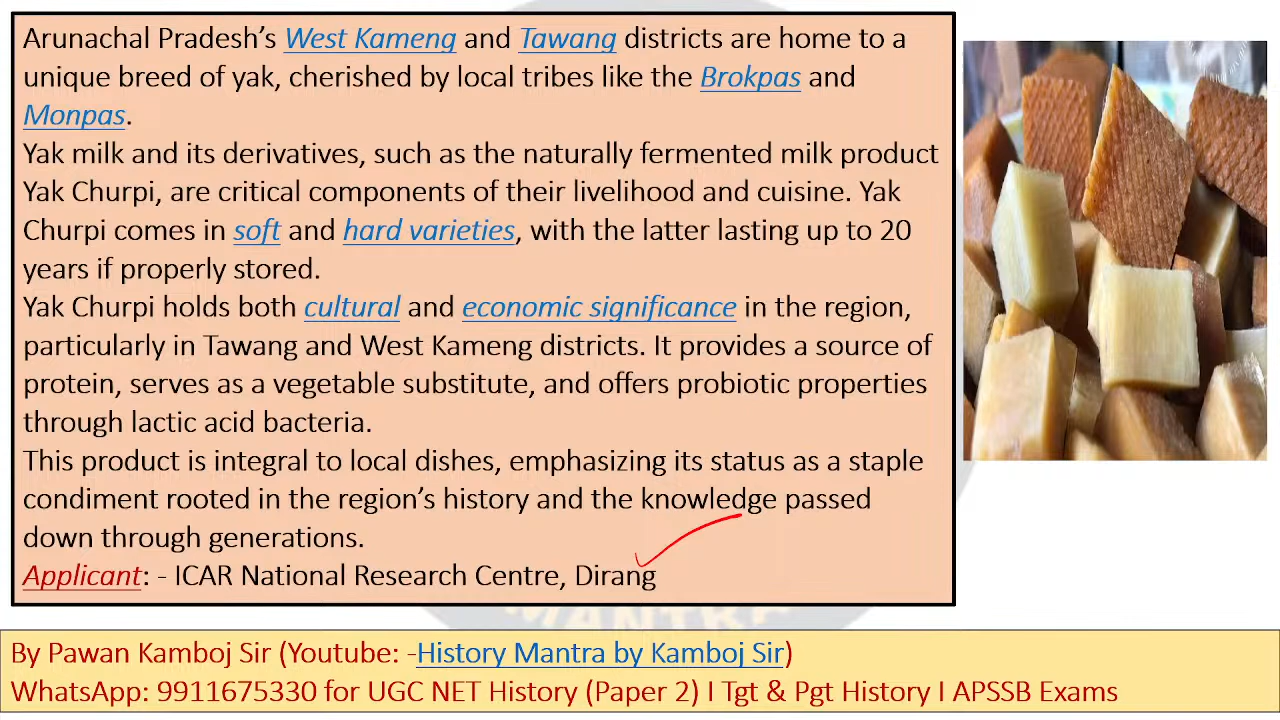 Arunachal Pradesh’s West Kameng and Tawang districts are home to a
unique breed of yak, cherished by local tribes like the Brokpas and
Monpas.
Yak milk and its derivatives, such as the naturally fermented milk product
Yak Churpi, are critical components of their livelihood and cuisine. Yak
Churpi comes in soft and hard varieties, with the latter lasting up to 20
years if properly stored.
Yak Churpi holds both cultural and economic significance in the region,
particularly in Tawang and West Kameng districts. It provides a source of
protein, serves as a vegetable substitute, and offers probiotic properties
through lactic acid bacteria.
This product is integral to local dishes, emphasizing its status as a staple
condiment rooted in the region’s history and the knowledge passed
down through generations.
Applicant: - ICAR National Research Centre, Dirang
MANTRA
By Pawan Kamboj Sir (Youtube: -History Mantra by Kamboj Sir)
WhatsApp: 9911675330 for UGC NET History (Paper 2) I Tgt & Pgt History I APSSB Exams